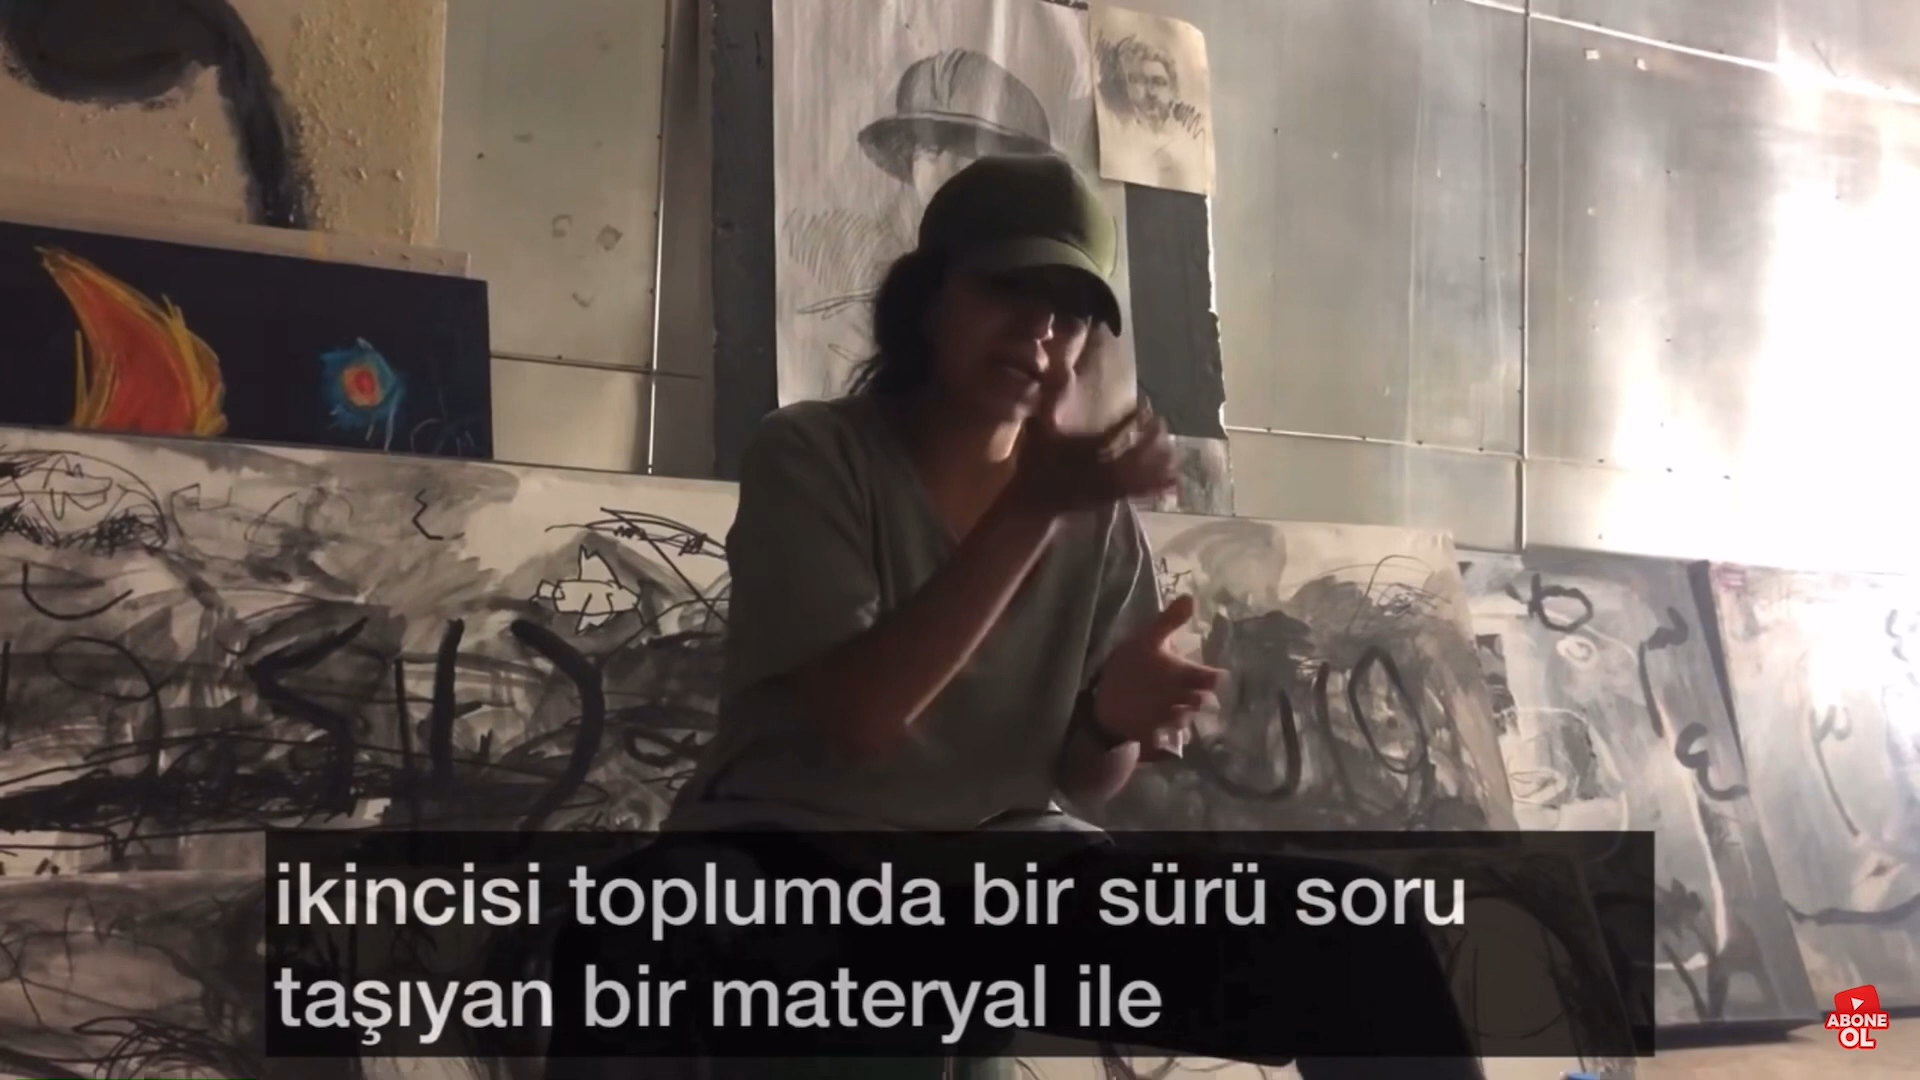 ikincisi toplumda bir sürü soru
taşıyan bir materyal ile
ABONE
OL